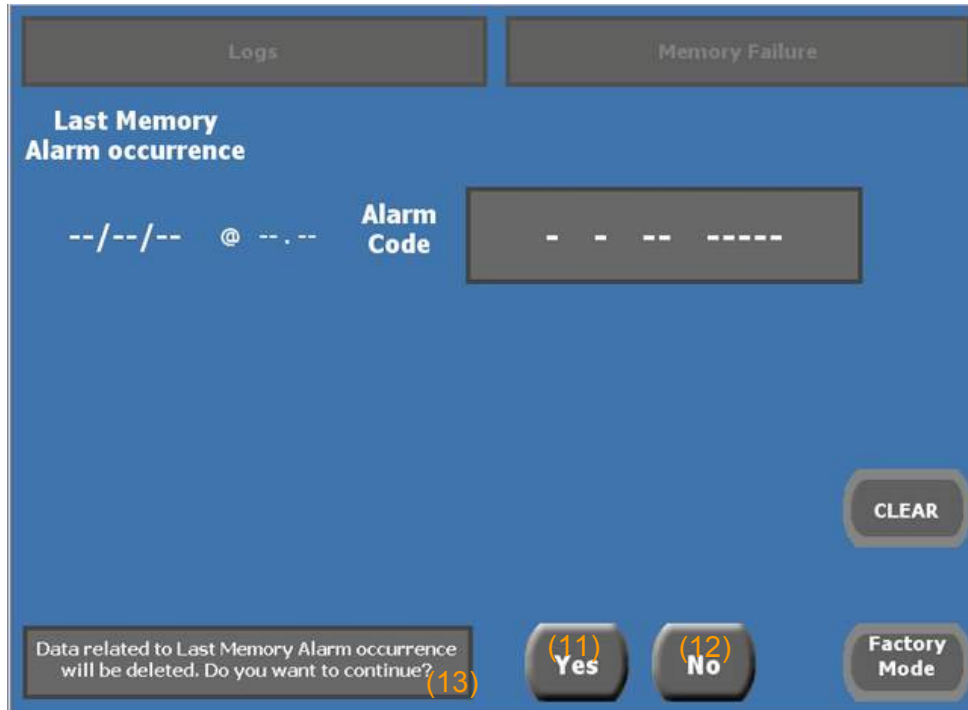 Logs
Memory Failure
Last Memory
Alarm occurrence
--/--/-- @ --.--
Alarm
Code
- - -- -----
CLEAR
Data related to Last Memory Alarm occurrence
will be deleted. Do you want to continue?
(13)
(11)
Yes
(12)
No
Factory
Mode